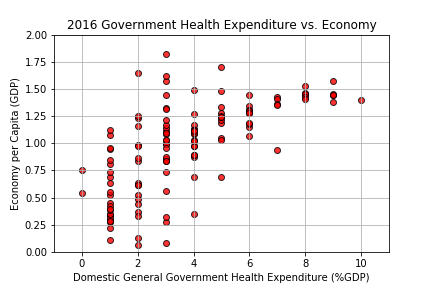 2016 Government Health Expenditure vs. Economy
2.00
1.75
1.50
1.25
1.00
0.75
0.50
0.25
0.00
Economy per Capita (GDP)
0 2 4 6 8 10
Domestic General Government Health Expenditure (%GDP)